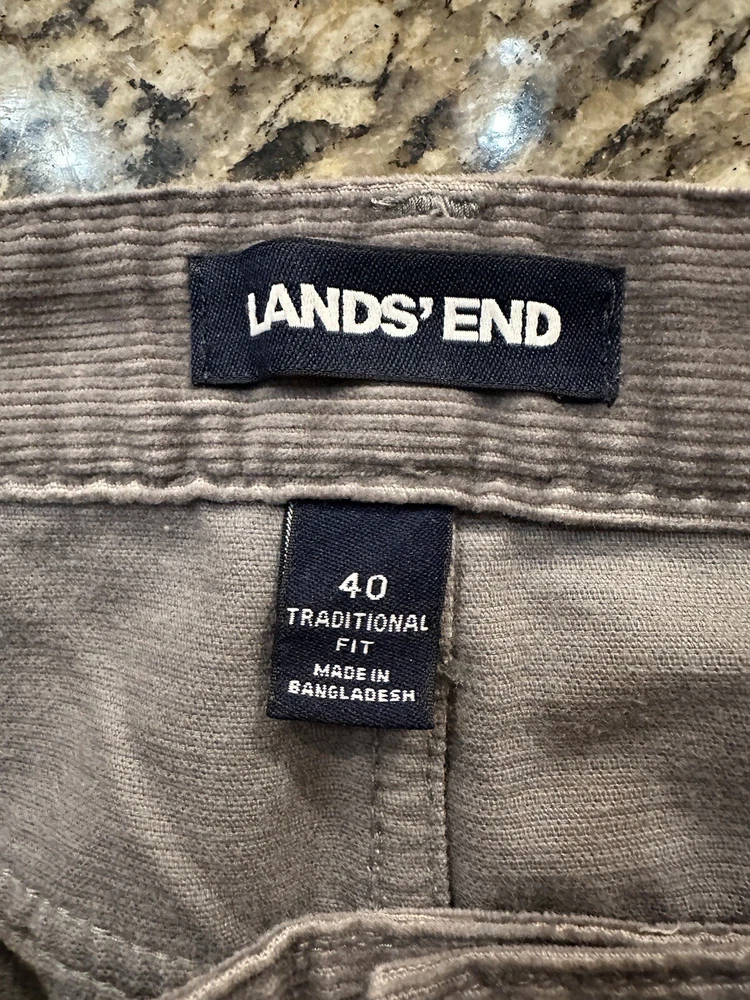 LANDS' END
40
TRADITIONAL
FIT
MADE IN
BANGLADESH